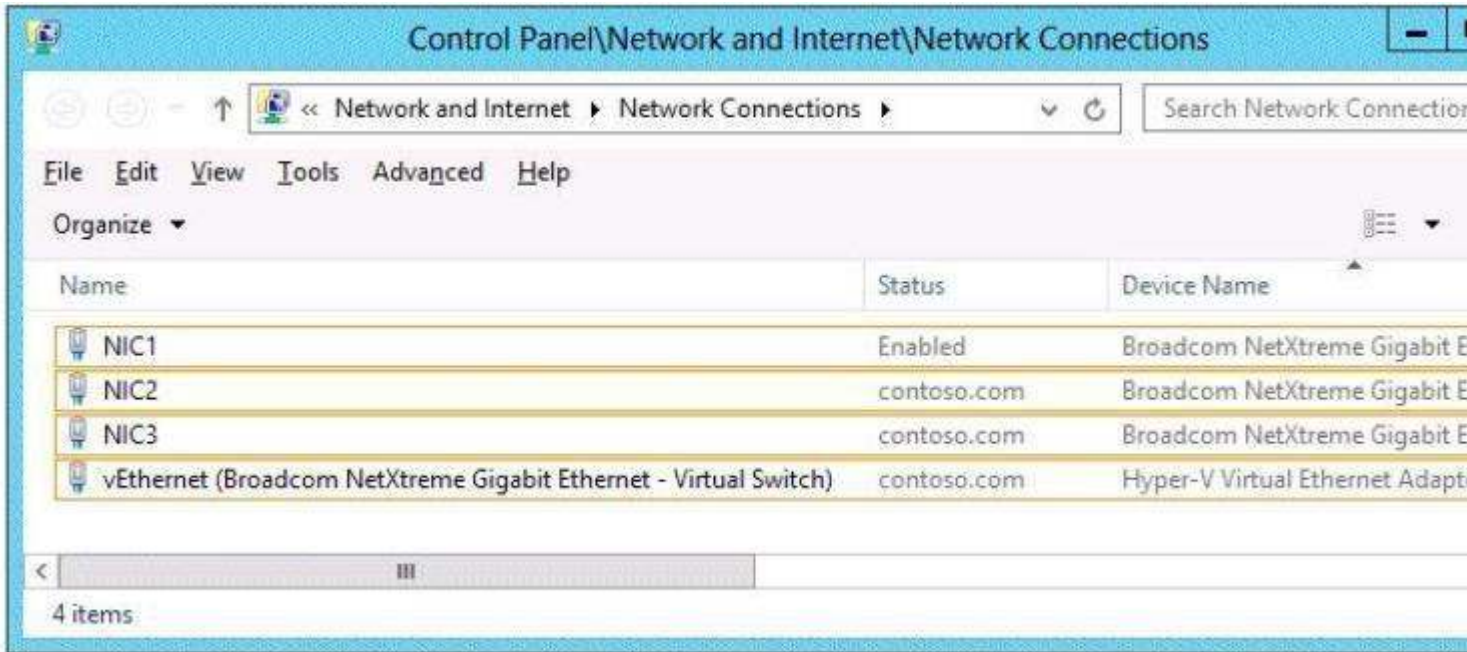 Control Panel\Network and Internet\Network Connections
« Network and Internet ▸ Network Connections ▸ Search Network Connection
File Edit View Tools Advanced Help
Organize
Name Status Device Name
NIC1 Enabled Broadcom NetXtreme Gigabit E
NIC2 contoso.com Broadcom NetXtreme Gigabit E
NIC3 contoso.com Broadcom NetXtreme Gigabit E
vEthernet (Broadcom NetXtreme Gigabit Ethernet - Virtual Switch) contoso.com Hyper-V Virtual Ethernet Adapt
4 items